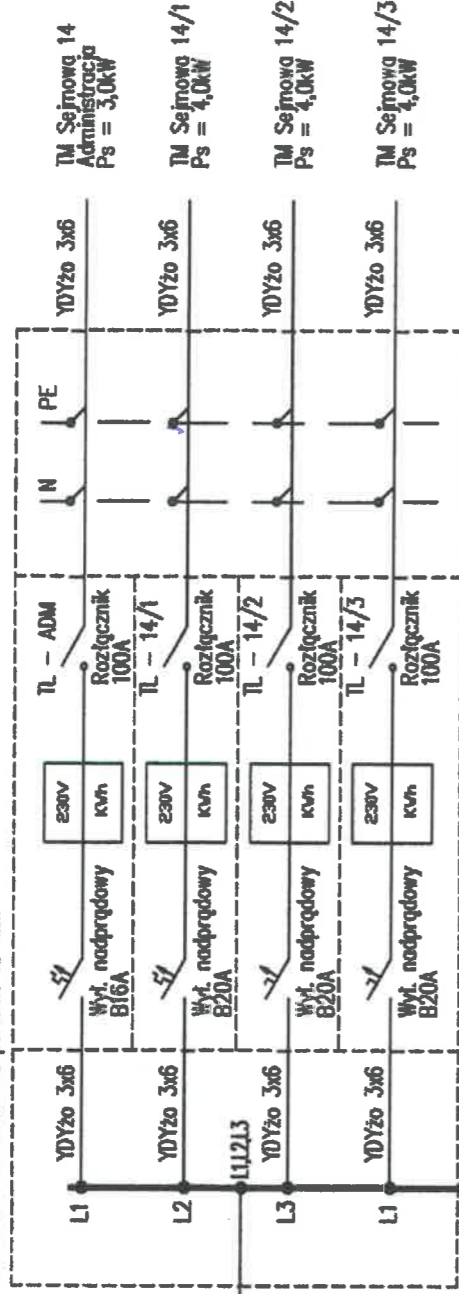 L1
YDYżo 3x6
Wył. nadprądowy
B16A
230V
KWh
TL - ADM
Rozłącznik
100A
N
PE
YDYżo 3x6
TM Sejmowa 14
Administracja
Ps = 3,0kW
L2
YDYżo 3x6
Wył. nadprądowy
B20A
230V
KWh
TL - 14/1
Rozłącznik
100A
YDYżo 3x6
TM Sejmowa 14/1
Ps = 4,0kW
L1,L2,L3
L3
YDYżo 3x6
Wył. nadprądowy
B20A
230V
KWh
TL - 14/2
Rozłącznik
100A
YDYżo 3x6
TM Sejmowa 14/2
Ps = 4,0kW
L1
YDYżo 3x6
Wył. nadprądowy
B20A
230V
KWh
TL - 14/3
Rozłącznik
100A
YDYżo 3x6
TM Sejmowa 14/3
Ps = 4,0kW